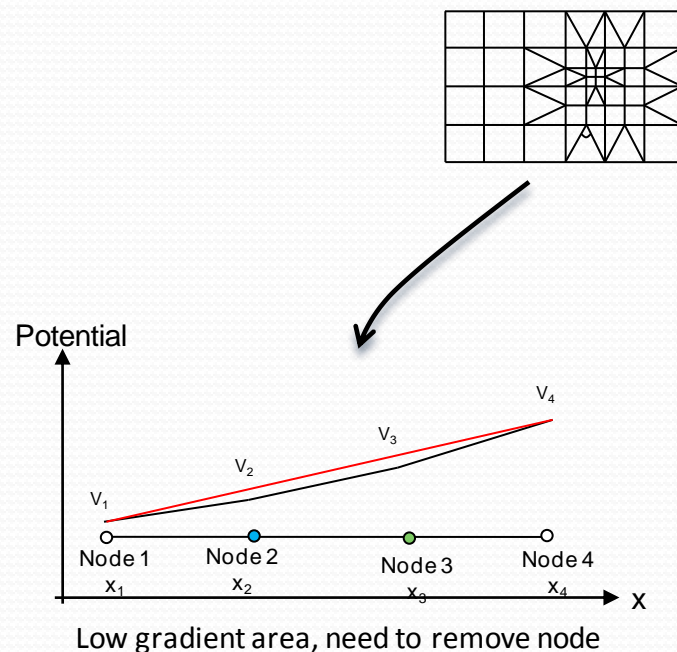 Potential
V4
V3
V2
V1
Node 1 Node 2 Node 3 Node 4
x1 x2 x3 x4
x
Low gradient area, need to remove node